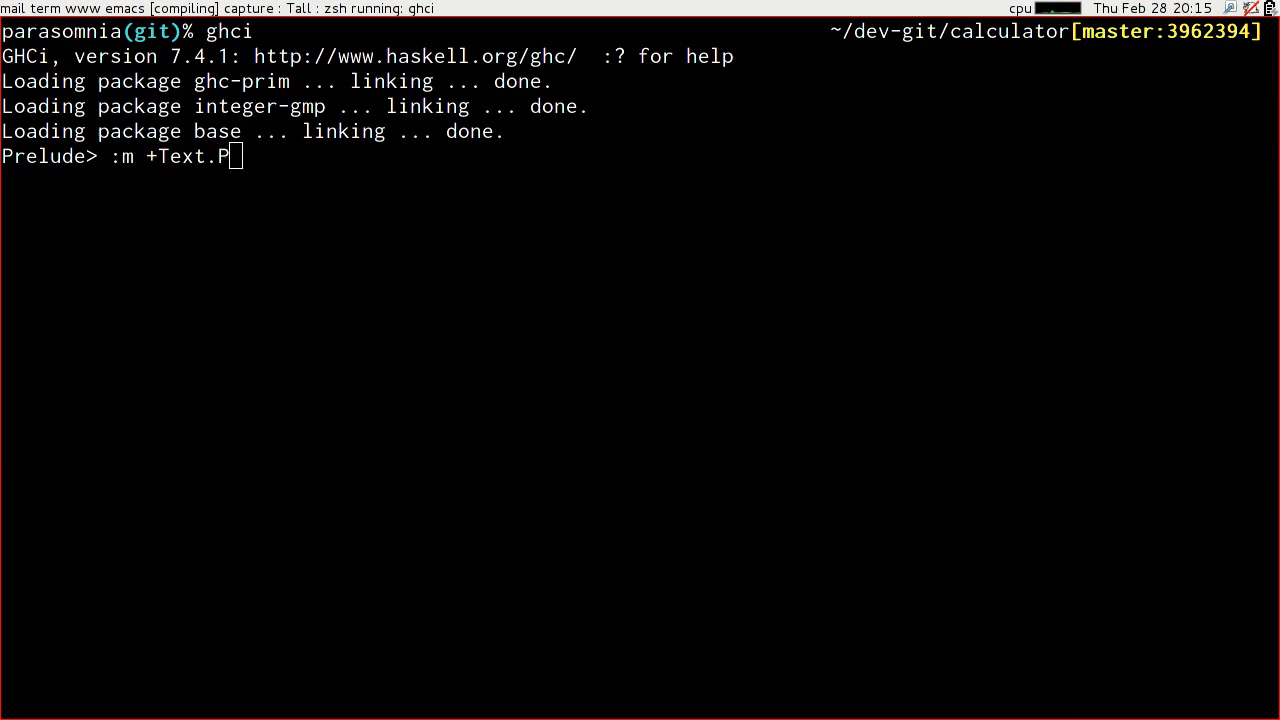 mail term www emacs [compiling] capture : Tall : zsh running: ghci cpu Thu Feb 28 20:15
parasomnia(git)% ghci ~/dev-git/calculator[master:3962394]
GHCi, version 7.4.1: http://www.haskell.org/ghc/  :? for help
Loading package ghc-prim ... linking ... done.
Loading package integer-gmp ... linking ... done.
Loading package base ... linking ... done.
Prelude> :m +Text.P